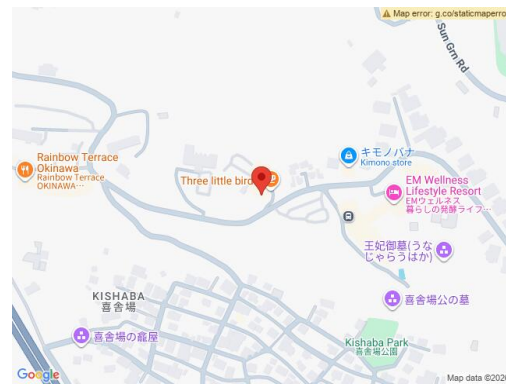 Map error: g.co/staticmaperro
Sun Grn Rd
キモノバナ
Kimono store
Rainbow Terrace
Okinawa
Rainbow Terrace
OKINAWA…
Three little bird
EM Wellness
Lifestyle Resort
EMウェルネス
暮らしの発酵ライフ…
王妃御墓(うな
じゃらうはか)
KISHABA
喜舎場
喜舎場公の墓
喜舎場の龕屋
Kishaba Park
喜舎場公園
Google
Map data ©2026